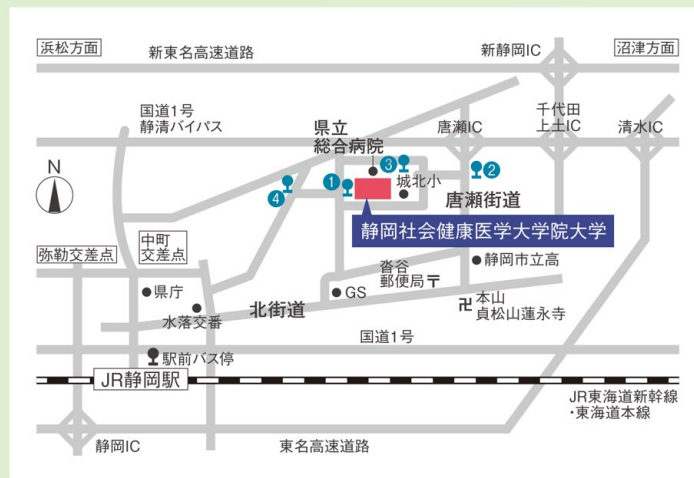 浜松方面
新東名高速道路
新静岡IC
沼津方面
国道1号
静清バイパス
県立
総合病院
唐瀬IC
千代田
上土IC
清水IC
N
3
1
2
4
城北小
唐瀬街道
静岡社会健康医学大学院大学
弥勒交差点
中町
交差点
静岡市立高
沓谷
郵便局〒
県庁
GS
北街道
水落交番
卍本山
貞松山蓮永寺
国道1号
駅前バス停
JR静岡駅
JR東海道新幹線
・東海道本線
静岡IC
東名高速道路